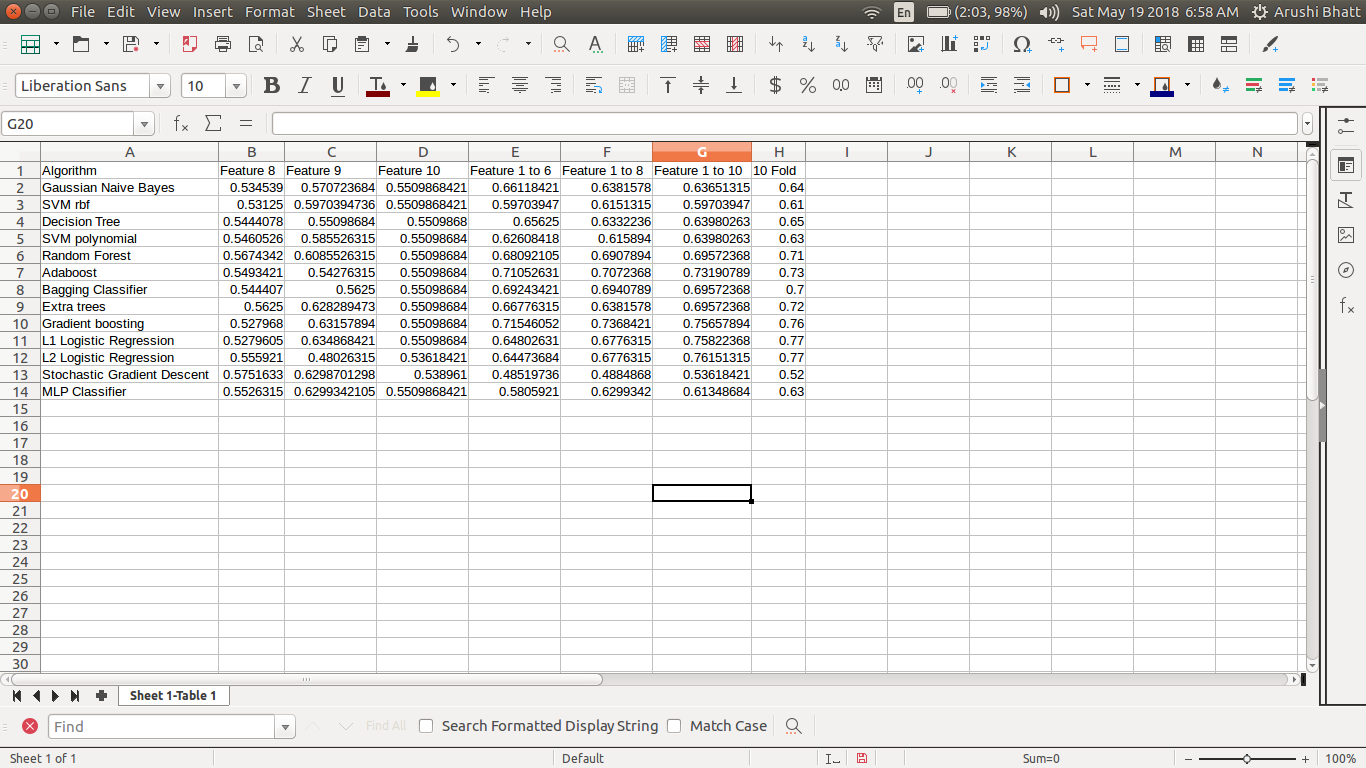 File Edit View Insert Format Sheet Data Tools Window Help En (2:03, 98%) Sat May 19 2018 6:58 AM Arushi Bhatt
Liberation Sans 10
G20
A B C D E F G H I J K L M N
1 Algorithm Feature 8 Feature 9 Feature 10 Feature 1 to 6 Feature 1 to 8 Feature 1 to 10 10 Fold
2 Gaussian Naive Bayes 0.534539 0.570723684 0.5509868421 0.66118421 0.6381578 0.63651315 0.64
3 SVM rbf 0.53125 0.5970394736 0.5509868421 0.59703947 0.6151315 0.59703947 0.61
4 Decision Tree 0.5444078 0.55098684 0.5509868 0.65625 0.6332236 0.63980263 0.65
5 SVM polynomial 0.5460526 0.585526315 0.55098684 0.62608418 0.615894 0.63980263 0.63
6 Random Forest 0.5674342 0.6085526315 0.55098684 0.68092105 0.6907894 0.69572368 0.71
7 Adaboost 0.5493421 0.54276315 0.55098684 0.71052631 0.7072368 0.73190789 0.73
8 Bagging Classifier 0.544407 0.5625 0.55098684 0.69243421 0.6940789 0.69572368 0.7
9 Extra trees 0.5625 0.628289473 0.55098684 0.66776315 0.6381578 0.69572368 0.72
10 Gradient boosting 0.527968 0.63157894 0.55098684 0.71546052 0.7368421 0.75657894 0.76
11 L1 Logistic Regression 0.5279605 0.634868421 0.55098684 0.64802631 0.6776315 0.75822368 0.77
12 L2 Logistic Regression 0.555921 0.48026315 0.53618421 0.64473684 0.6776315 0.76151315 0.77
13 Stochastic Gradient Descent 0.5751633 0.6298701298 0.538961 0.48519736 0.4884868 0.53618421 0.52
14 MLP Classifier 0.5526315 0.6299342105 0.5509868421 0.5805921 0.6299342 0.61348684 0.63
15
16
17
18
19
20
21
22
23
24
25
26
27
28
29
30
Sheet 1-Table 1
Find Find All Search Formatted Display String Match Case
Sheet 1 of 1 Default Sum=0 100%